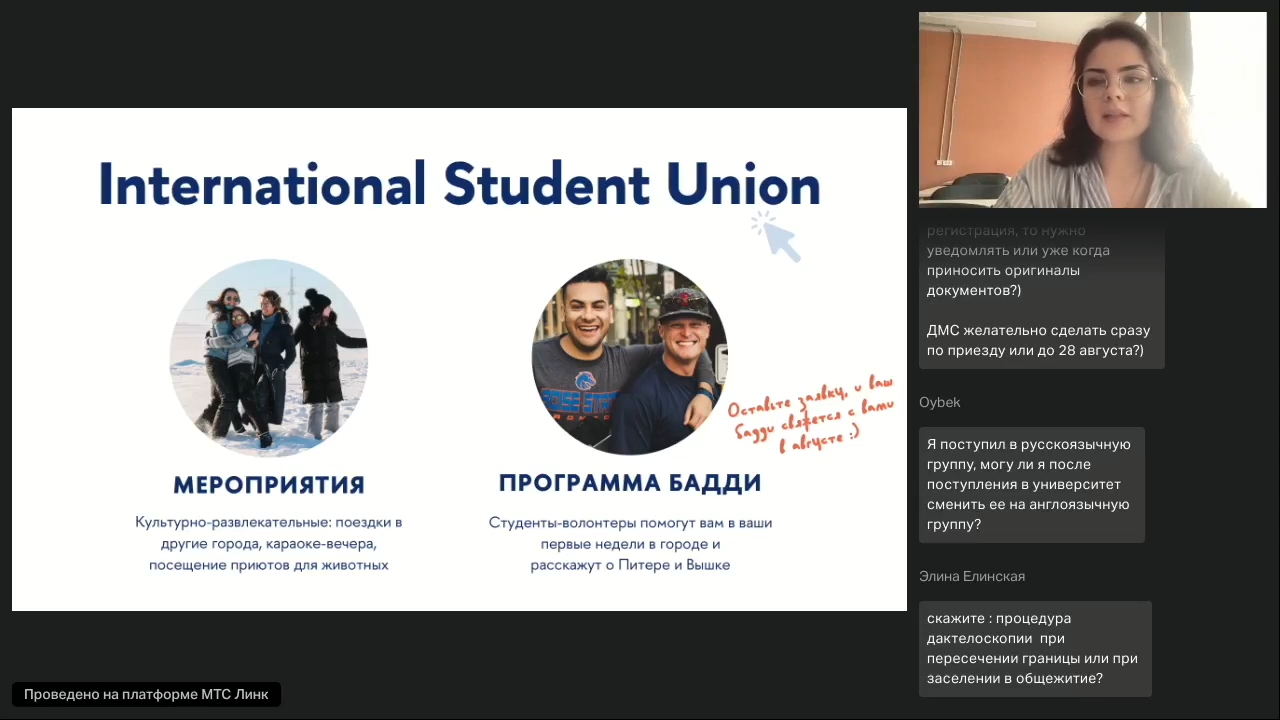 International Student Union
Оставьте заявку, и ваш
бадди свяжется с вами
в августе :)
МЕРОПРИЯТИЯ
Культурно-развлекательные: поездки в
другие города, караоке-вечера,
посещение приютов для животных
ПРОГРАММА БАДДИ
Студенты-волонтеры помогут вам в ваши
первые недели в городе и
расскажут о Питере и Вышке
Проведено на платформе МТС Линк
регистрация, то нужно
уведомлять или уже когда
приносить оригиналы
документов?)
ДМС желательно сделать сразу
по приезду или до 28 августа?)
Oybek
Я поступил в русскоязычную
группу, могу ли я после
поступления в университет
сменить ее на англоязычную
группу?
Элина Елинская
скажите : процедура
дактелоскопии при
пересечении границы или при
заселении в общежитие?